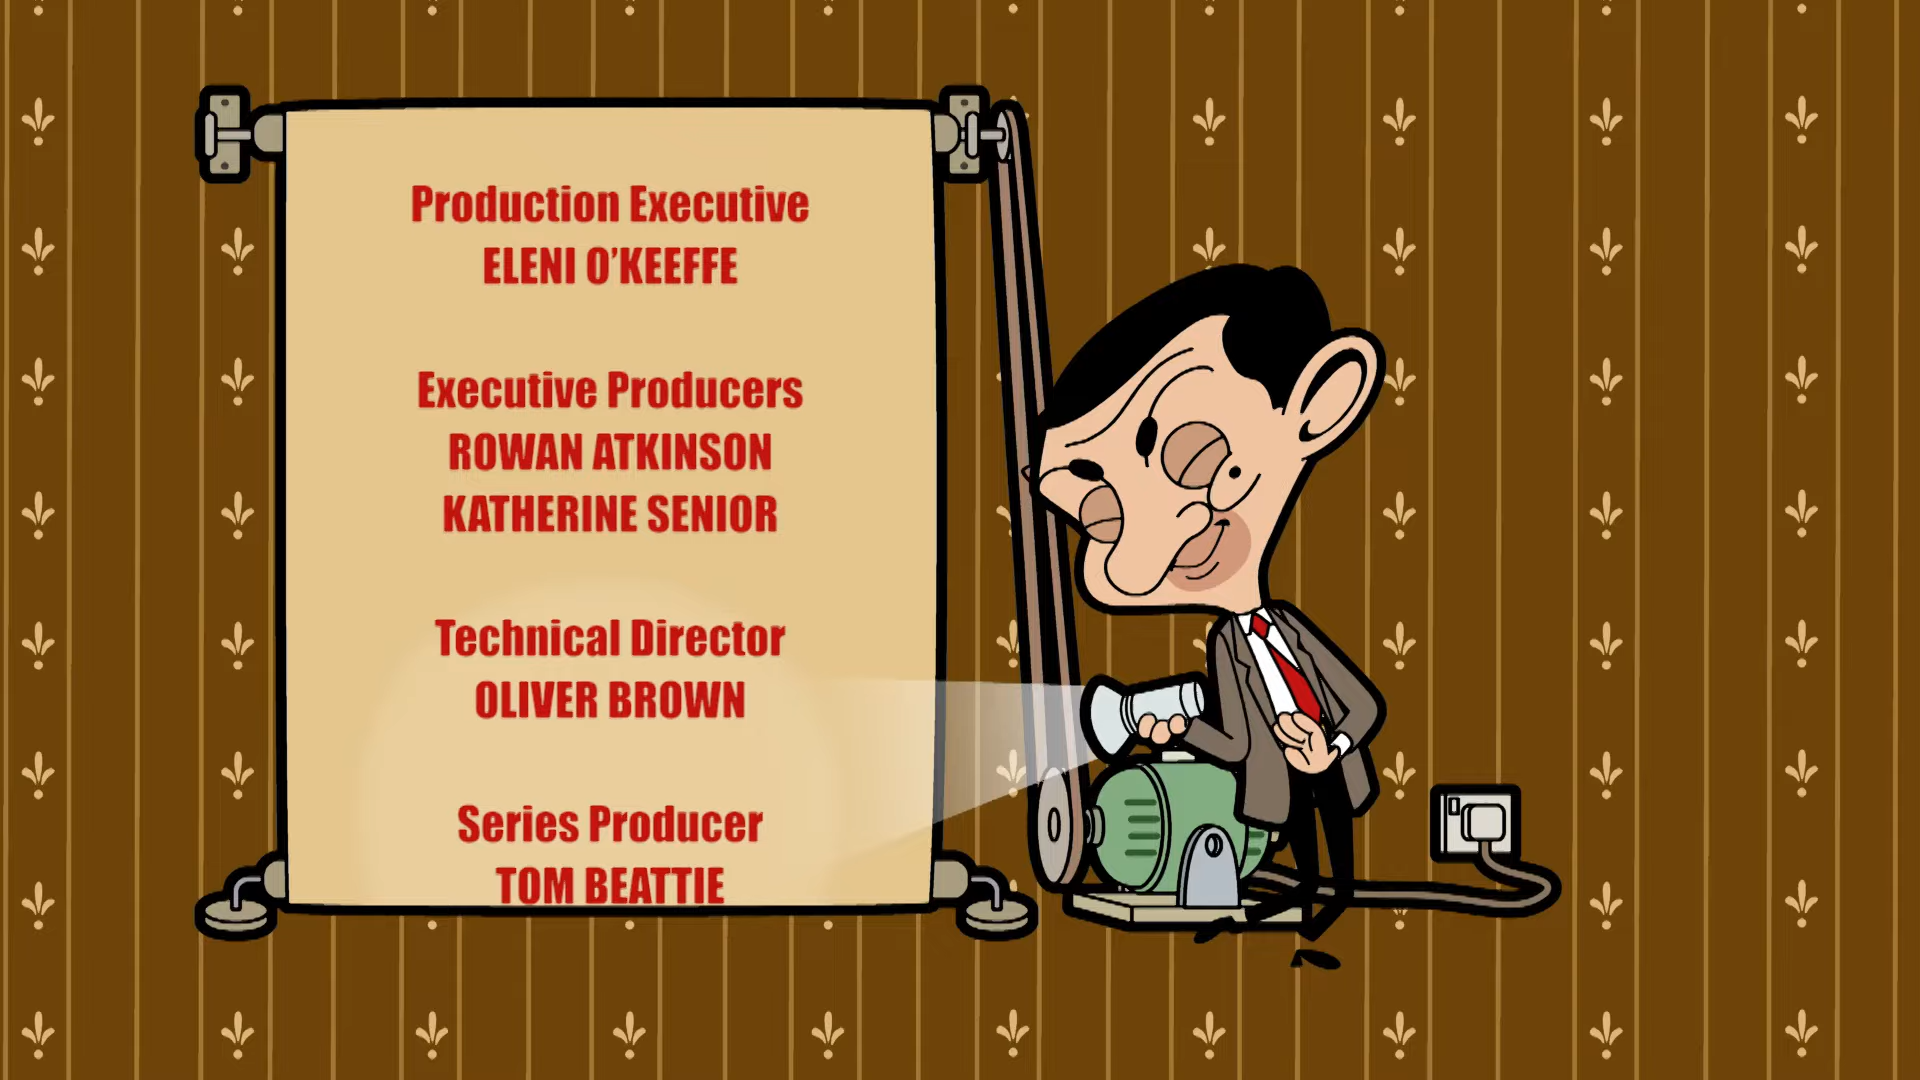 Production Executive
ELENI O’KEEFFE
Executive Producers
ROWAN ATKINSON
KATHERINE SENIOR
Technical Director
OLIVER BROWN
Series Producer
TOM BEATTIE